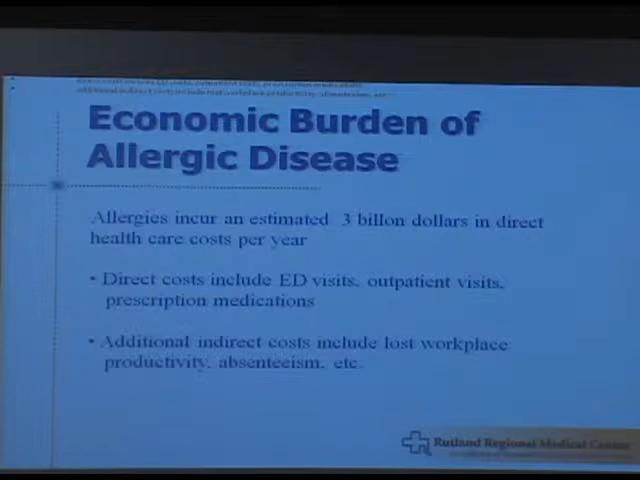 Economic Burden of
Allergic Disease
Allergies incur an estimated 3 billon dollars in direct
health care costs per year
• Direct costs include ED visits, outpatient visits,
prescription medications
• Additional indirect costs include lost workplace
productivity, absenteeism, etc.
Rutland Regional Medical Center